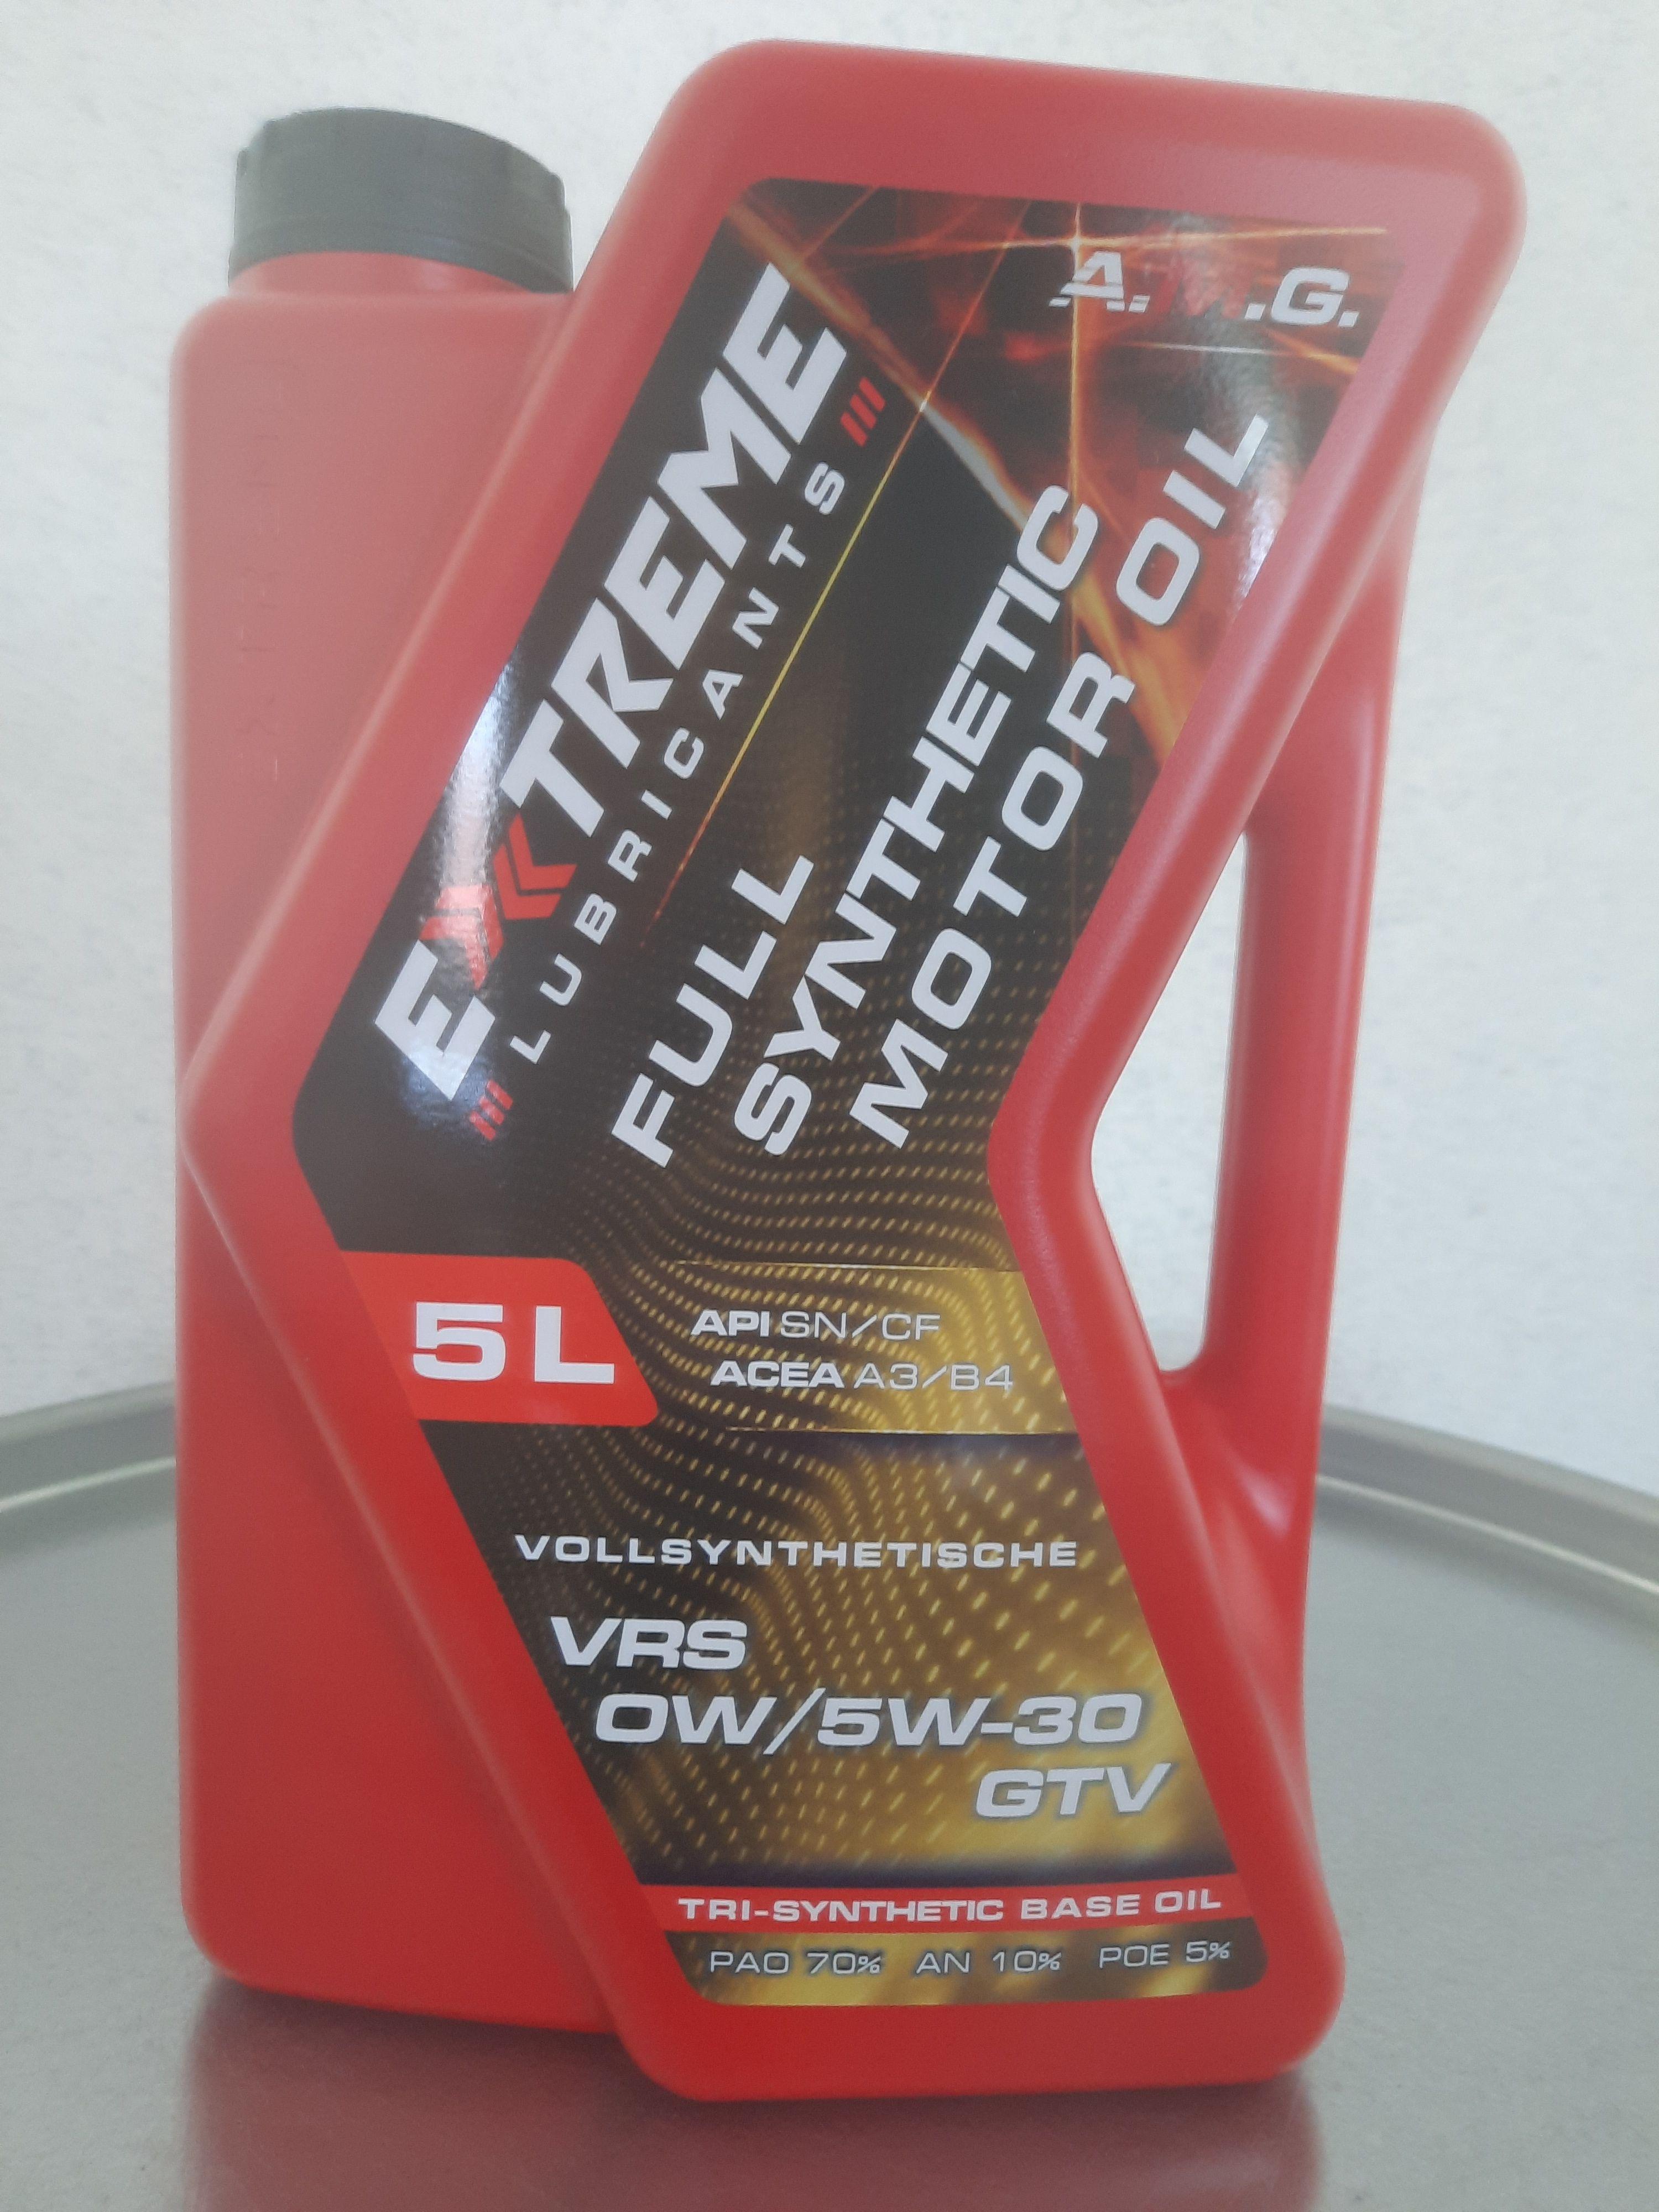 A.M.G.
EXTREME
LUBRICANTS
FULL
SYNTHETIC
MOTOR OIL
5L
API SN/CF
ACEA A3/B4
VOLLSYNTHETISCHE
VRS
0W/5W-30
GTV
TRI-SYNTHETIC BASE OIL
PAO 70% AN 10% POE 5%